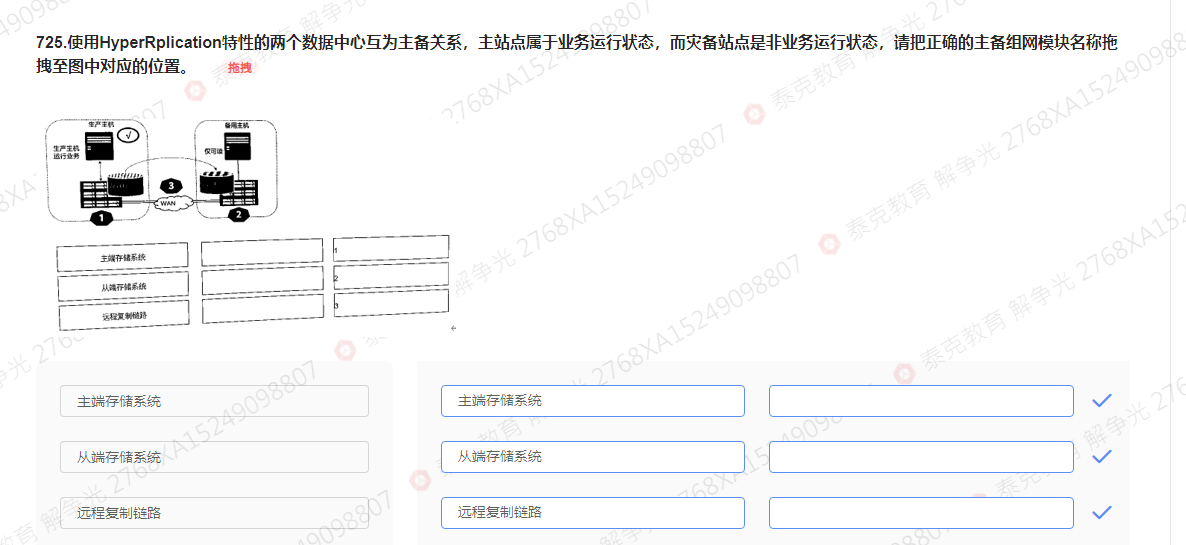 725.使用HyperRplication特性的两个数据中心互为主备关系，主站点属于业务运行状态，而灾备站点是非业务运行状态，请把正确的主备组网模块名称拖
拽至图中对应的位置。 拖拽
生产主机
备用主机
生产主机
运行业务
仅可读
3
WAN
1
2
主端存储系统
1
从端存储系统
2
远程复制链路
3
主端存储系统
主端存储系统
从端存储系统
从端存储系统
远程复制链路
远程复制链路
泰克教育 解争光 2768XA15249098807